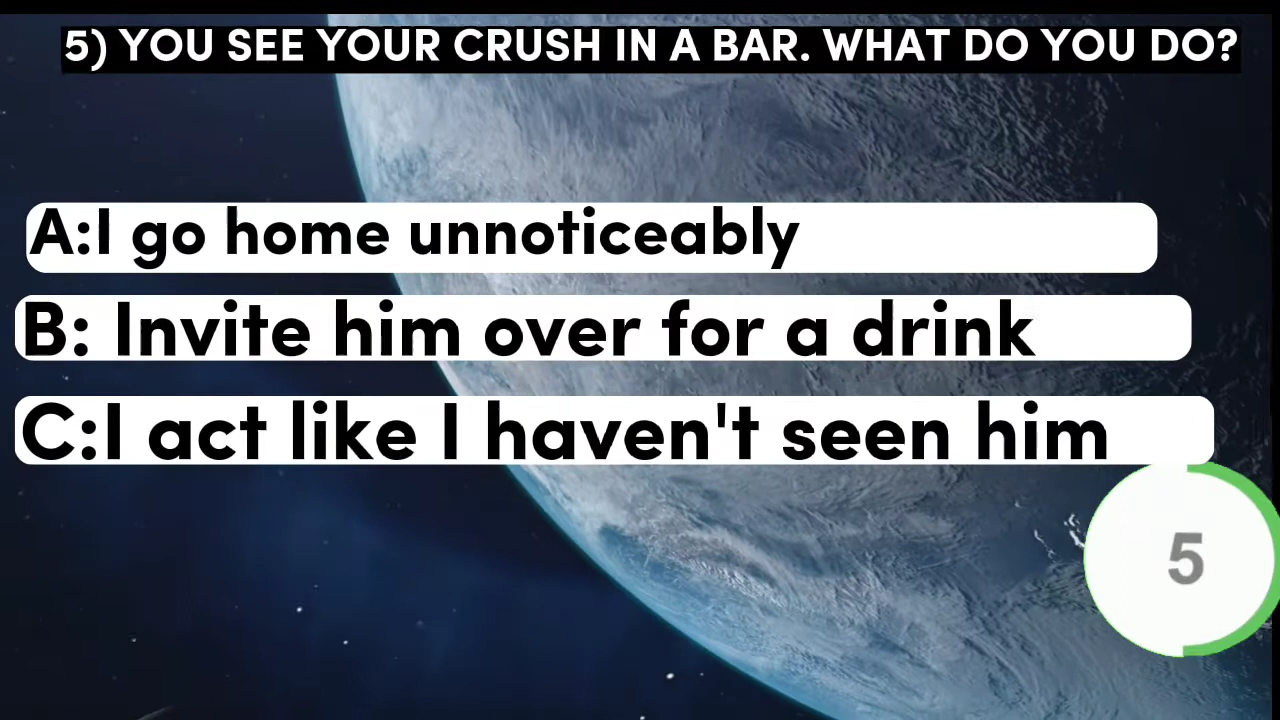 5) YOU SEE YOUR CRUSH IN A BAR. WHAT DO YOU DO?
A:I go home unnoticeably
B: Invite him over for a drink
C:I act like I haven't seen him
5